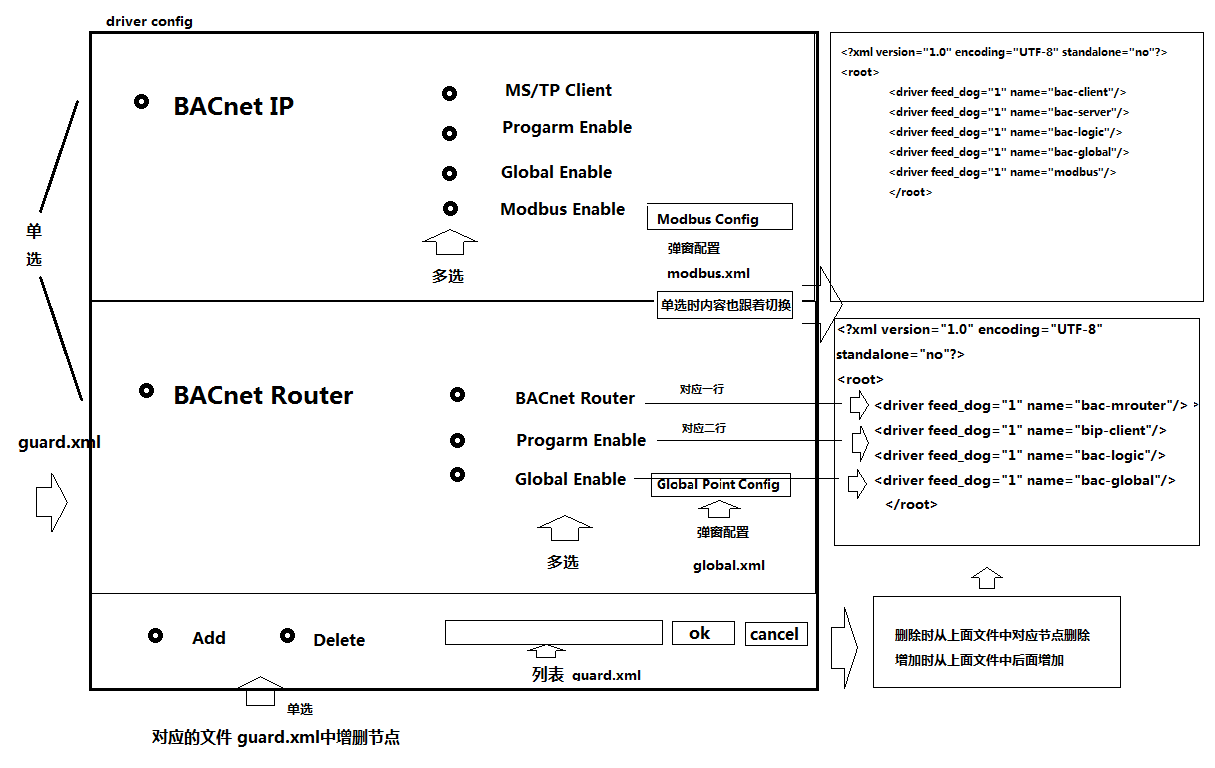 driver config
BACnet IP
MS/TP Client
Progarm Enable
Global Enable
Modbus Enable
Modbus Config
弹窗配置
modbus.xml
多选
单选时内容也跟着切换
单
选
guard.xml
BACnet Router
BACnet Router
对应一行
Progarm Enable
对应二行
Global Enable
Global Point Config
弹窗配置
global.xml
多选
Add
Delete
ok
cancel
列表 guard.xml
单选
对应的文件 guard.xml中增删节点
<?xml version="1.0" encoding="UTF-8" standalone="no"?>
<root>
<driver feed_dog="1" name="bac-client"/>
<driver feed_dog="1" name="bac-server"/>
<driver feed_dog="1" name="bac-logic"/>
<driver feed_dog="1" name="bac-global"/>
<driver feed_dog="1" name="modbus"/>
</root>
<?xml version="1.0" encoding="UTF-8"
standalone="no"?>
<root>
<driver feed_dog="1" name="bac-mrouter"/> >
<driver feed_dog="1" name="bip-client"/>
<driver feed_dog="1" name="bac-logic"/>
<driver feed_dog="1" name="bac-global"/>
</root>
删除时从上面文件中对应节点删除
增加时从上面文件中后面增加